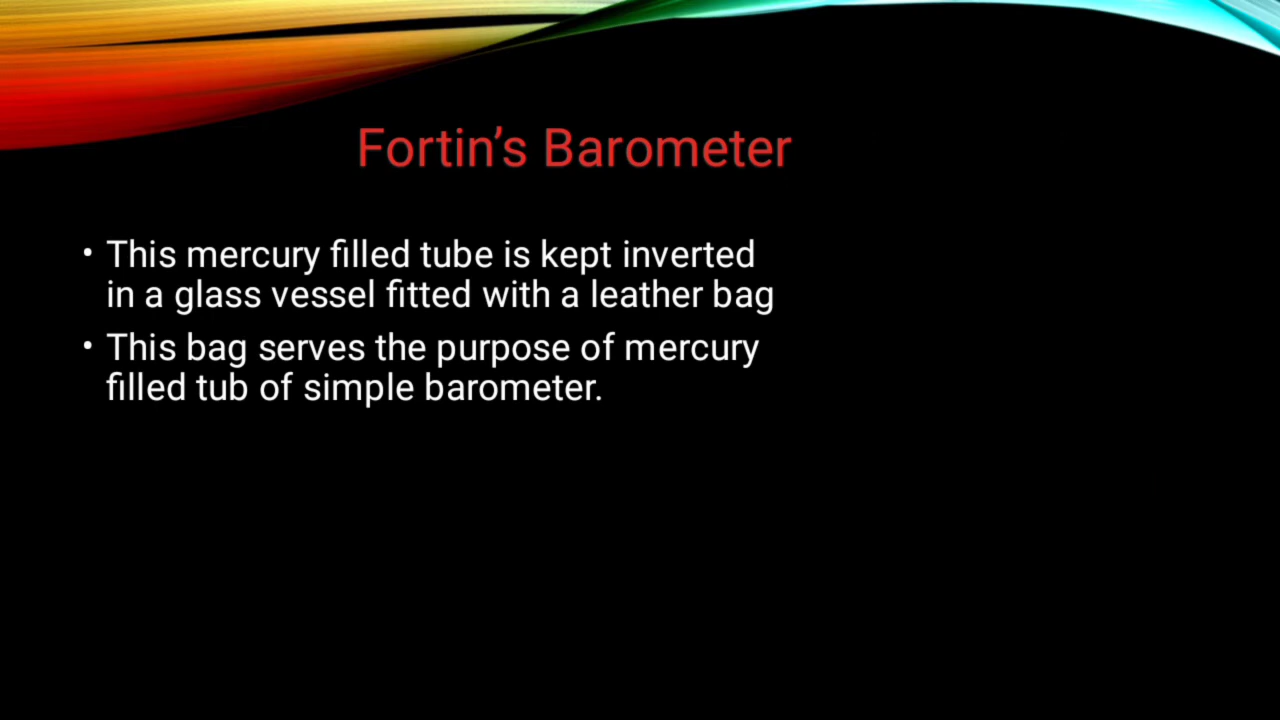 Fortin’s Barometer
• This mercury filled tube is kept inverted
in a glass vessel fitted with a leather bag
• This bag serves the purpose of mercury
filled tub of simple barometer.